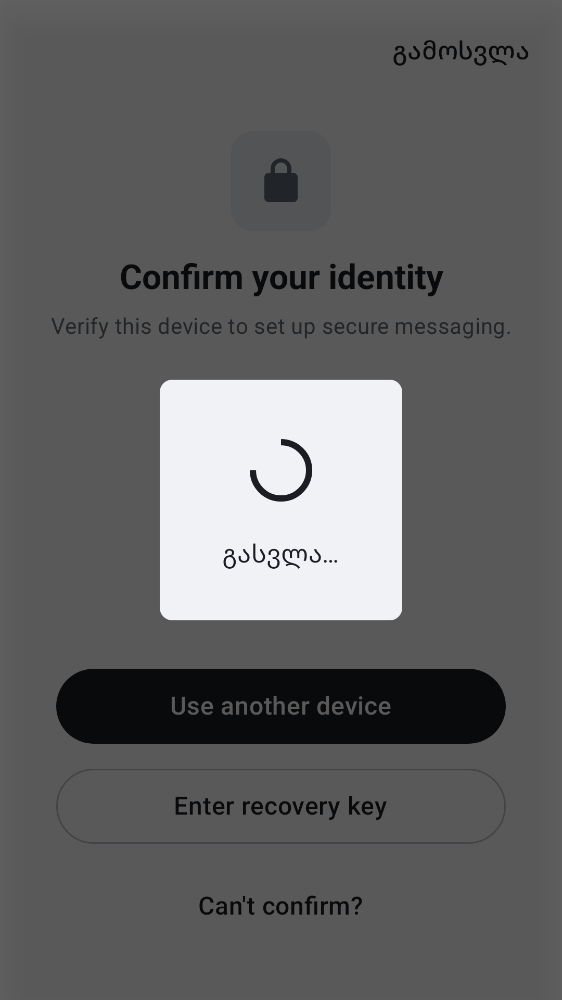 გამოსვლა
Confirm your identity
Verify this device to set up secure messaging.
გასვლა...
Use another device
Enter recovery key
Can't confirm?